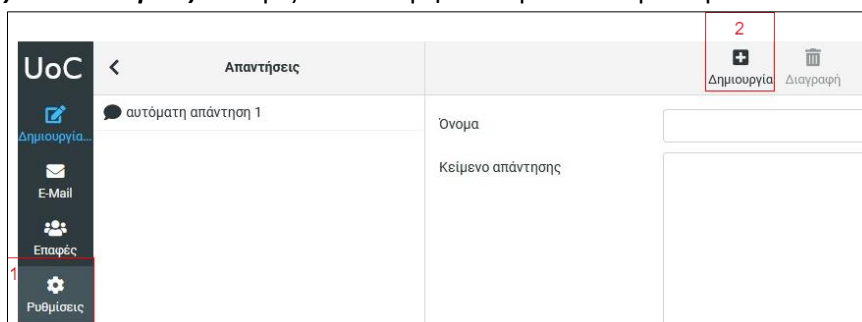 2
UoC
Απαντήσεις
Δημιουργία
Διαγραφή
Δημιουργία...
αυτόματη απάντηση 1
Όνομα
Κείμενο απάντησης
E-Mail
Επαφές
1
Ρυθμίσεις